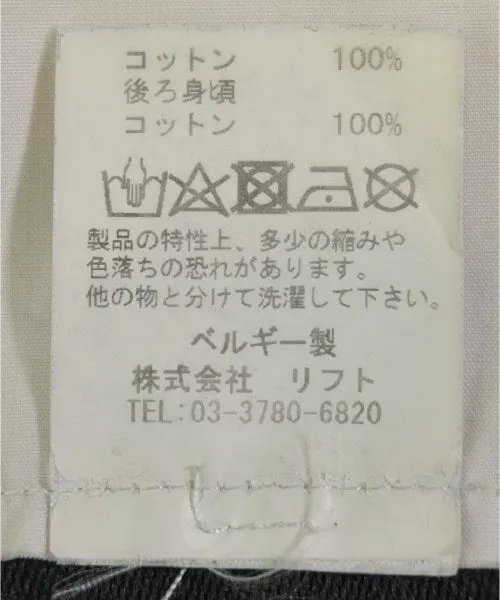 コットン 100%
後ろ身頃
コットン 100%
製品の特性上、多少の縮みや
色落ちの恐れがあります。
他の物と分けて洗濯して下さい。
ベルギー製
株式会社 リフト
TEL:03-3780-6820